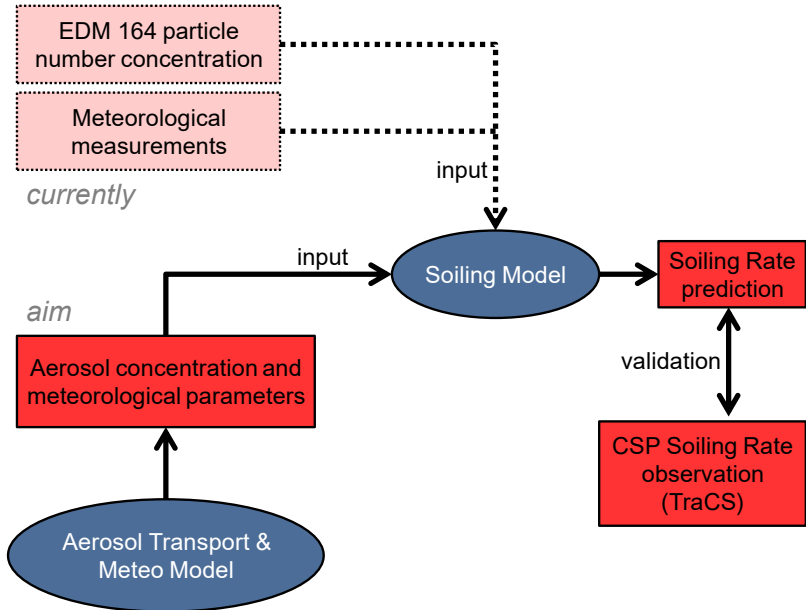 EDM 164 particle
number concentration
Meteorological
measurements
currently
input
input
Soiling Model
Soiling Rate
prediction
aim
Aerosol concentration and
meteorological parameters
validation
CSP Soiling Rate
observation
(TraCS)
Aerosol Transport &
Meteo Model